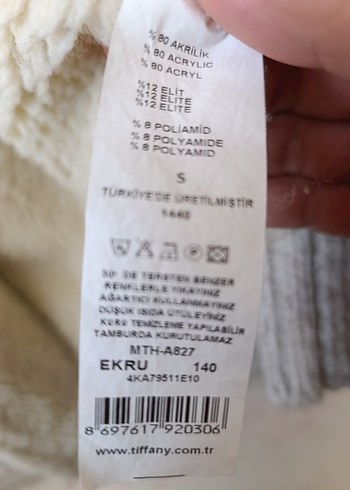 % 80 AKRİLİK
% 80 ACRYLIC
% 80 ACRYL
%12 ELİT
%12 ELITE
%12 ELITE
% 8 POLİAMİD
% 8 POLYAMIDE
% 8 POLYAMID
S
TÜRKİYE'DE ÜRETİLMİŞTİR
30° DE TERSTEN BENZER
RENKLERLE YIKAYINIZ
AĞARTICI KULLANMAYINIZ
DÜŞÜK ISIDA ÜTÜLEYİNİZ
KURU TEMİZLEME YAPILABİLİR
TAMBURDA KURUTULAMAZ
MTH-A827
EKRU 140
4KA79511E10
8 697617 920306
www.tiffany.com.tr